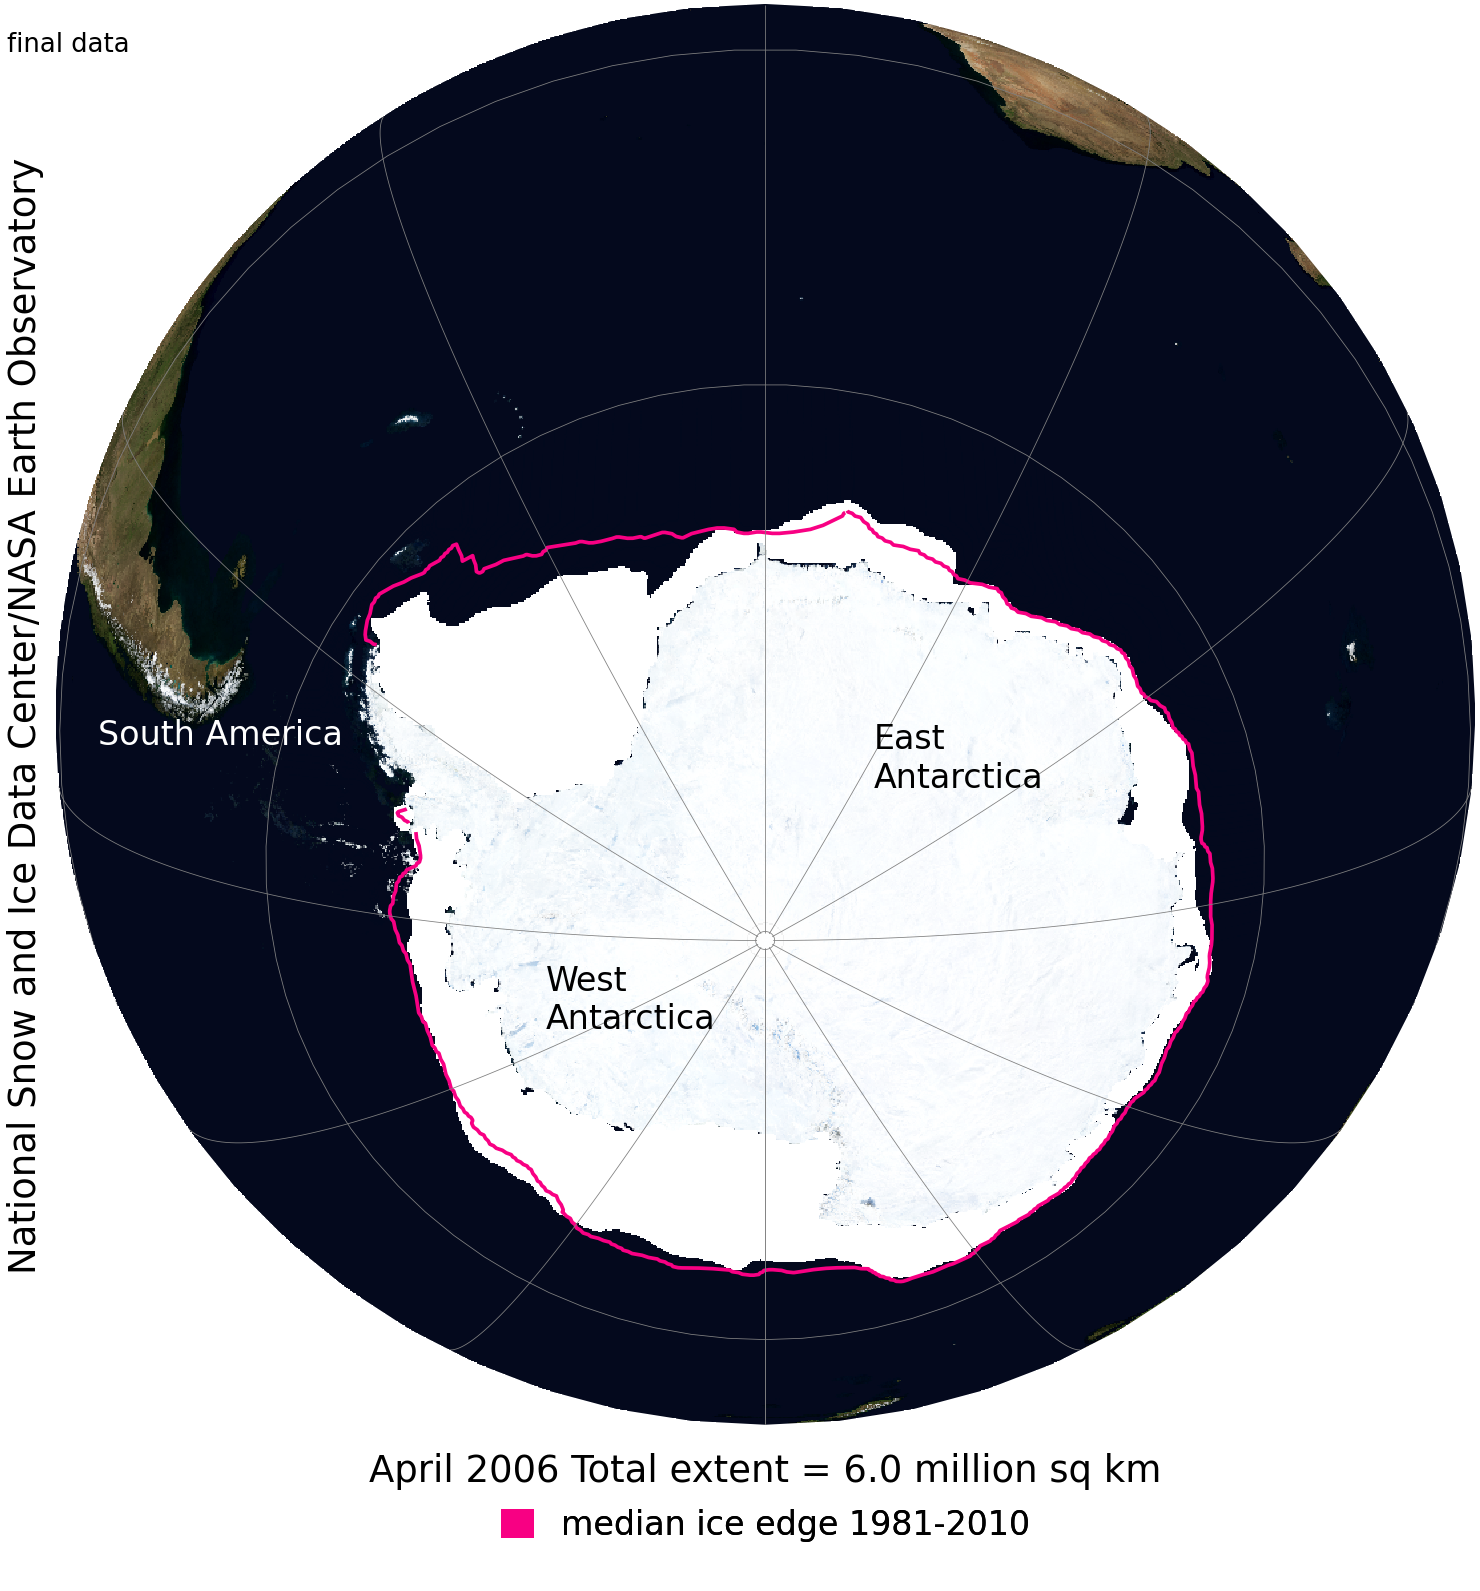 final data
National Snow and Ice Data Center/NASA Earth Observatory
South America
East
Antarctica
West
Antarctica
April 2006 Total extent = 6.0 million sq km
median ice edge 1981-2010